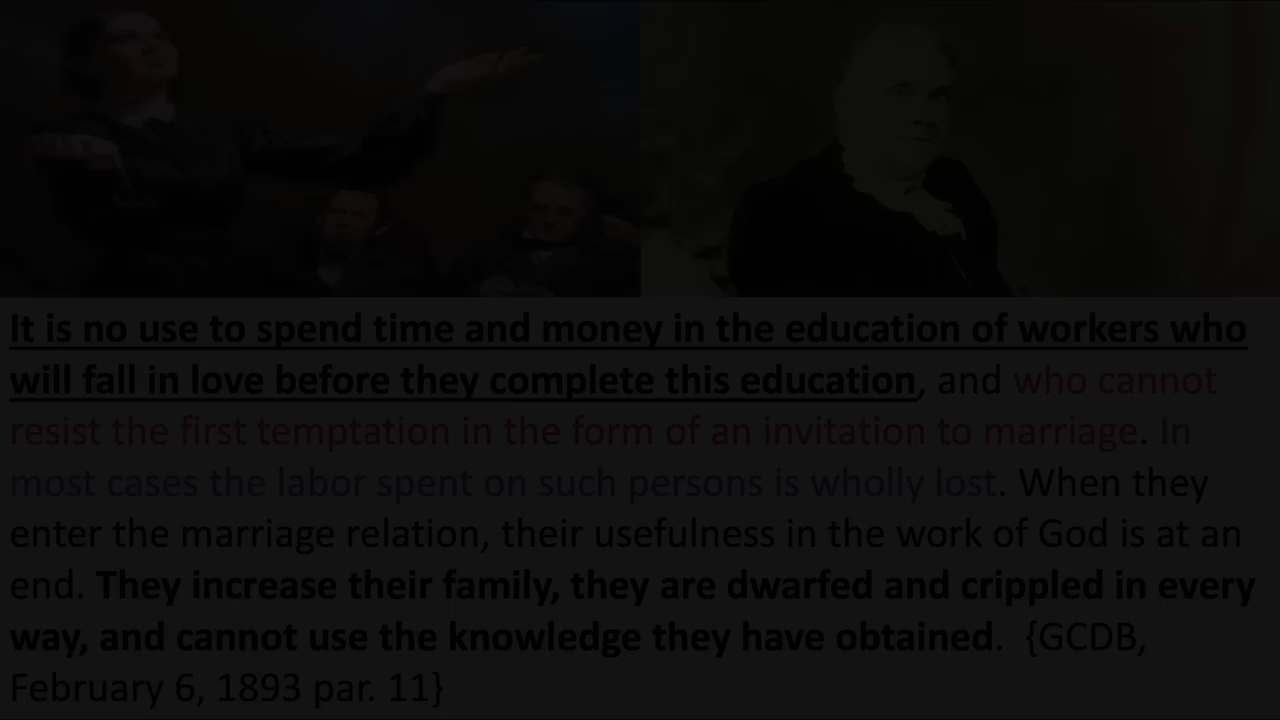 It is no use to spend time and money in the education of workers who
will fall in love before they complete this education, and who cannot
resist the first temptation in the form of an invitation to marriage. In
most cases the labor spent on such persons is wholly lost. When they
enter the marriage relation, their usefulness in the work of God is at an
end. They increase their family, they are dwarfed and crippled in every
way, and cannot use the knowledge they have obtained.  {GCDB,
February 6, 1893 par. 11}